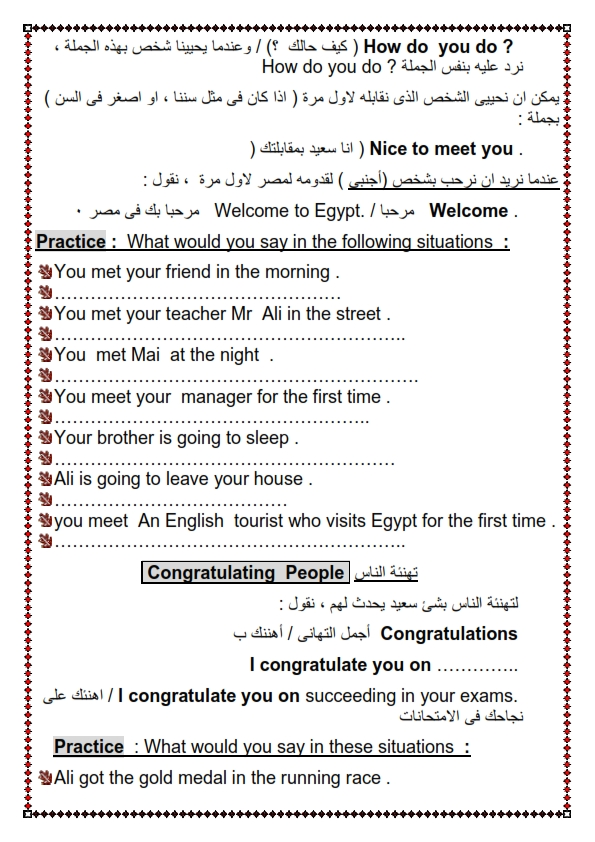 How do you do ? ( كيف حالك ؟) / وعندما يحيينا شخص بهذه الجملة ،
نرد عليه بنفس الجملة ? How do you do
يمكن ان نحييى الشخص الذى نقابله لاول مرة ( اذا كان فى مثل سننا ، او اصغر فى السن )
بجملة :
Nice to meet you . ( انا سعيد بمقابلتك )
عندما نريد ان نرحب بشخص (أجنبي ) لقدومه لمصر لاول مرة ، نقول :
Welcome . مرحبا / Welcome to Egypt. مرحبا بك فى مصر ٠
Practice : What would you say in the following situations :
You met your friend in the morning .
……………………………………………
You met your teacher Mr Ali in the street .
………………………………………………………..
You met Mai at the night .
………………………………………………………….
You meet your manager for the first time .
…………………………………………………..
Your brother is going to sleep .
………………………………………………………
Ali is going to leave your house .
……………………………………
you meet An English tourist who visits Egypt for the first time .
………………………………………………………..
Congratulating People تهنئة الناس
لتهنئة الناس بشئ سعيد يحدث لهم ، نقول :
Congratulations أجمل التهانى / أهنئك ب
I congratulate you on …………..
I congratulate you on succeeding in your exams. / اهنئك على
نجاحك فى الامتحانات
Practice : What would you say in these situations :
Ali got the gold medal in the running race .